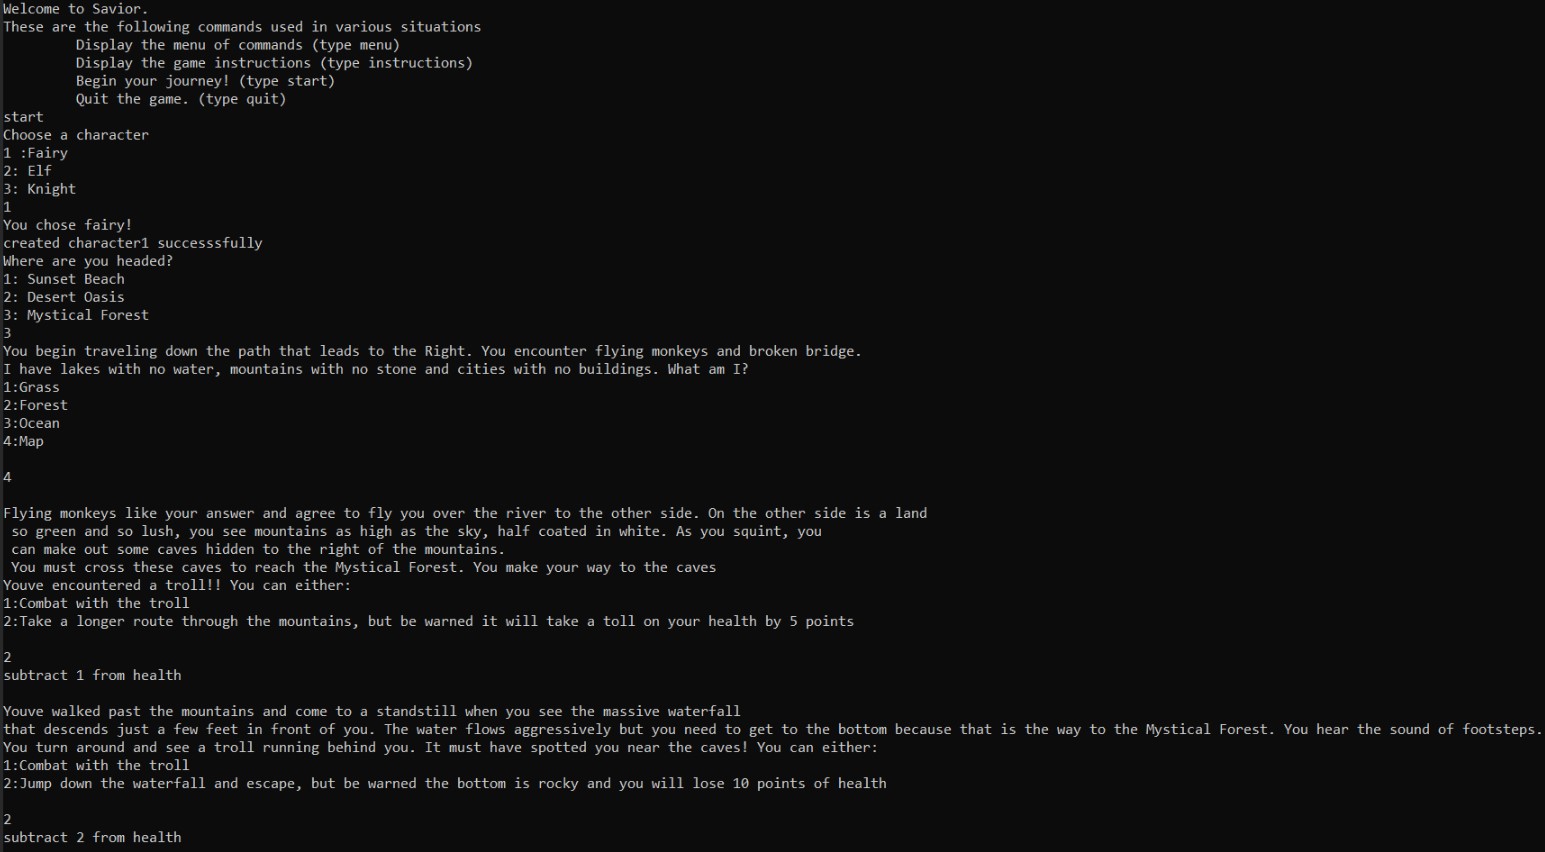 Welcome to Savior.
These are the following commands used in various situations
Display the menu of commands (type menu)
Display the game instructions (type instructions)
Begin your journey! (type start)
Quit the game. (type quit)
start
Choose a character
1 :Fairy
2: Elf
3: Knight
1
You chose fairy!
created character1 successsfully
Where are you headed?
1: Sunset Beach
2: Desert Oasis
3: Mystical Forest
3
You begin traveling down the path that leads to the Right. You encounter flying monkeys and broken bridge.
I have lakes with no water, mountains with no stone and cities with no buildings. What am I?
1:Grass
2:Forest
3:Ocean
4:Map
4
Flying monkeys like your answer and agree to fly you over the river to the other side. On the other side is a land
so green and so lush, you see mountains as high as the sky, half coated in white. As you squint, you
can make out some caves hidden to the right of the mountains.
You must cross these caves to reach the Mystical Forest. You make your way to the caves
Youve encountered a troll!! You can either:
1:Combat with the troll
2:Take a longer route through the mountains, but be warned it will take a toll on your health by 5 points
2
subtract 1 from health
Youve walked past the mountains and come to a standstill when you see the massive waterfall
that descends just a few feet in front of you. The water flows aggressively but you need to get to the bottom because that is the way to the Mystical Forest. You hear the sound of footsteps.
You turn around and see a troll running behind you. It must have spotted you near the caves! You can either:
1:Combat with the troll
2:Jump down the waterfall and escape, but be warned the bottom is rocky and you will lose 10 points of health
2
subtract 2 from health